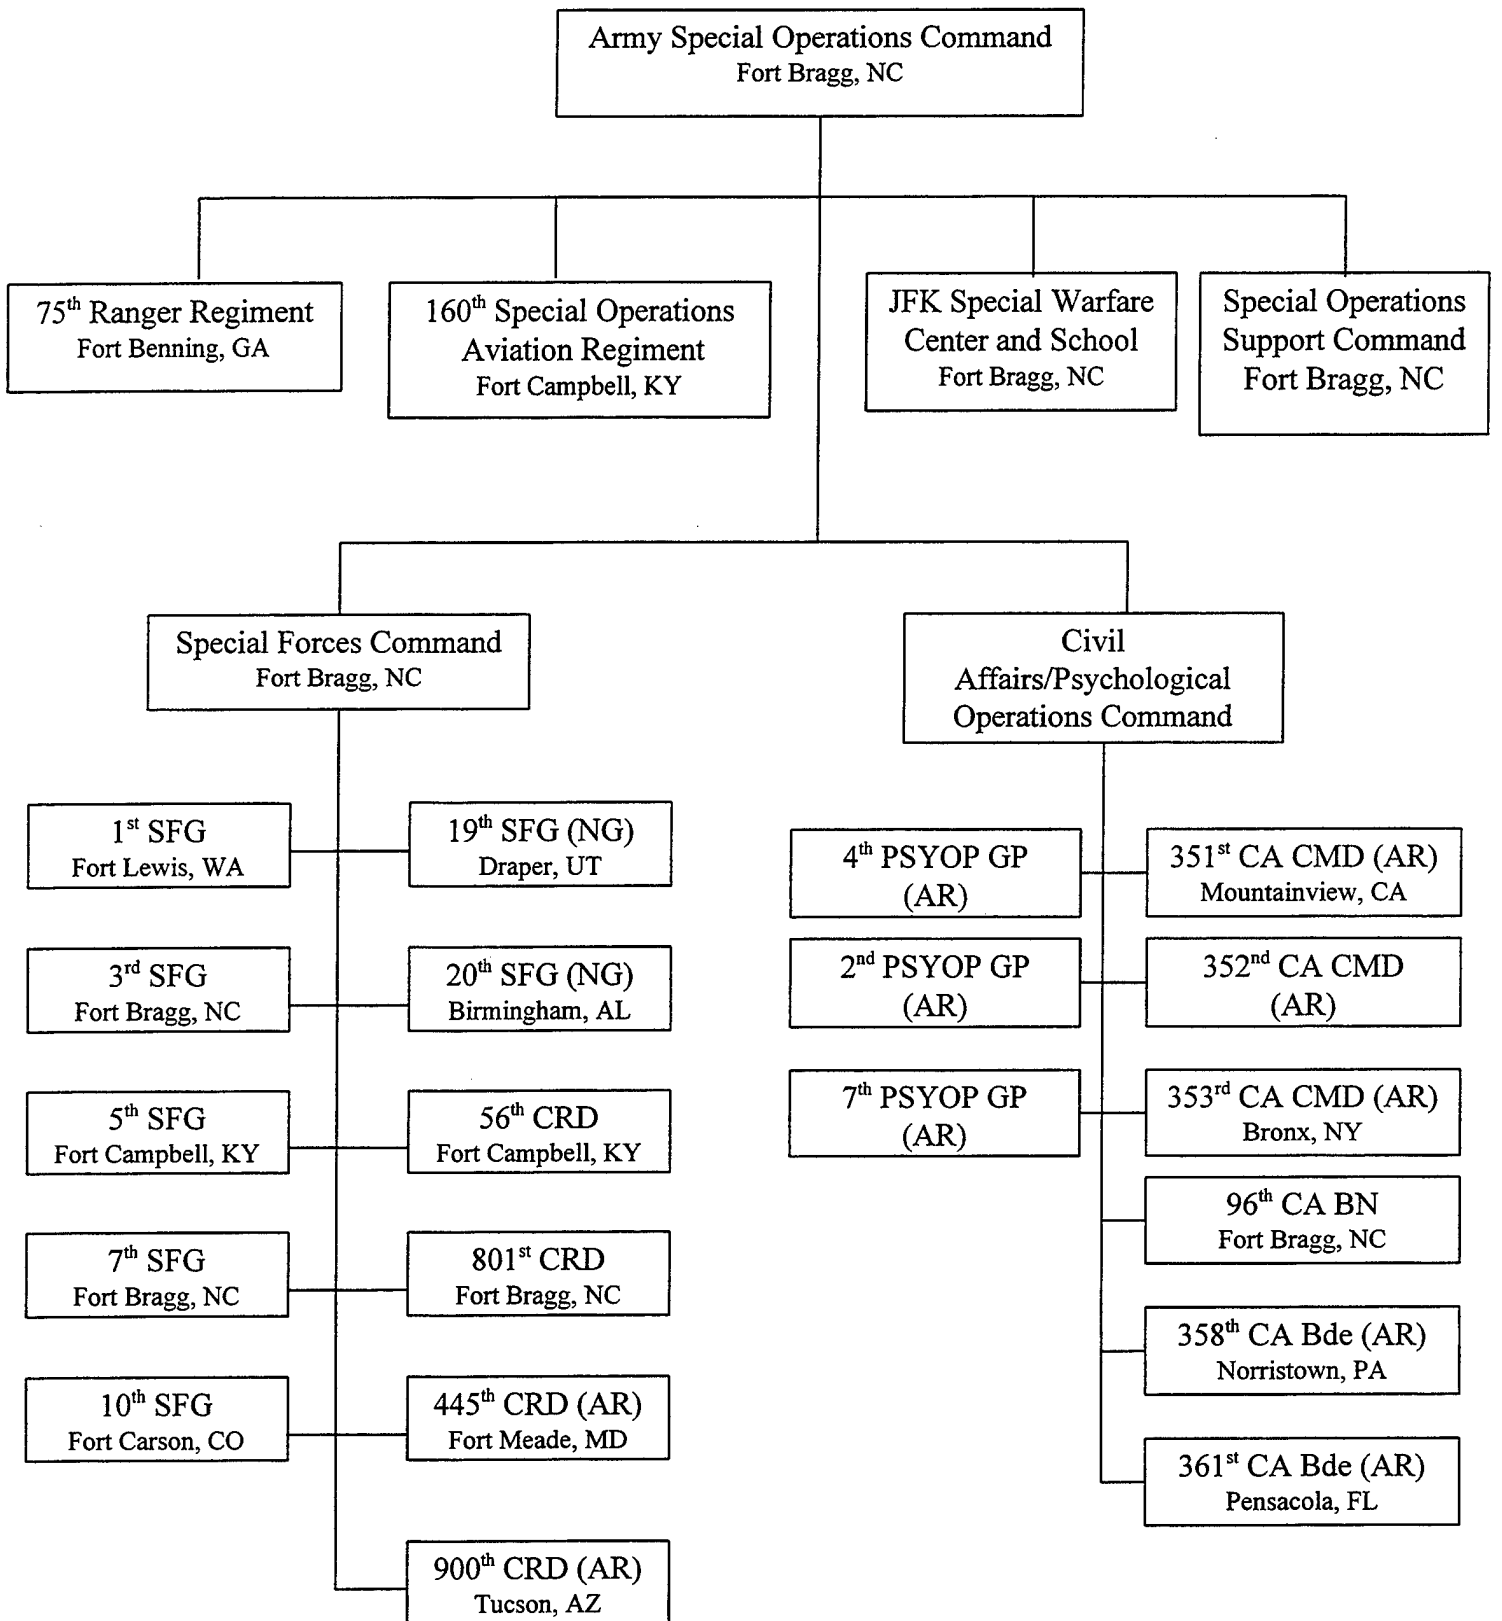 Army Special Operations Command
Fort Bragg, NC
75th Ranger Regiment
Fort Benning, GA
160th Special Operations
Aviation Regiment
Fort Campbell, KY
JFK Special Warfare
Center and School
Fort Bragg, NC
Special Operations
Support Command
Fort Bragg, NC
Special Forces Command
Fort Bragg, NC
Civil
Affairs/Psychological
Operations Command
1st SFG
Fort Lewis, WA
19th SFG (NG)
Draper, UT
3rd SFG
Fort Bragg, NC
20th SFG (NG)
Birmingham, AL
5th SFG
Fort Campbell, KY
56th CRD
Fort Campbell, KY
7th SFG
Fort Bragg, NC
801st CRD
Fort Bragg, NC
10th SFG
Fort Carson, CO
445th CRD (AR)
Fort Meade, MD
900th CRD (AR)
Tucson, AZ
4th PSYOP GP
(AR)
351st CA CMD (AR)
Mountainview, CA
2nd PSYOP GP
(AR)
352nd CA CMD
(AR)
7th PSYOP GP
(AR)
353rd CA CMD (AR)
Bronx, NY
96th CA BN
Fort Bragg, NC
358th CA Bde (AR)
Norristown, PA
361st CA Bde (AR)
Pensacola, FL